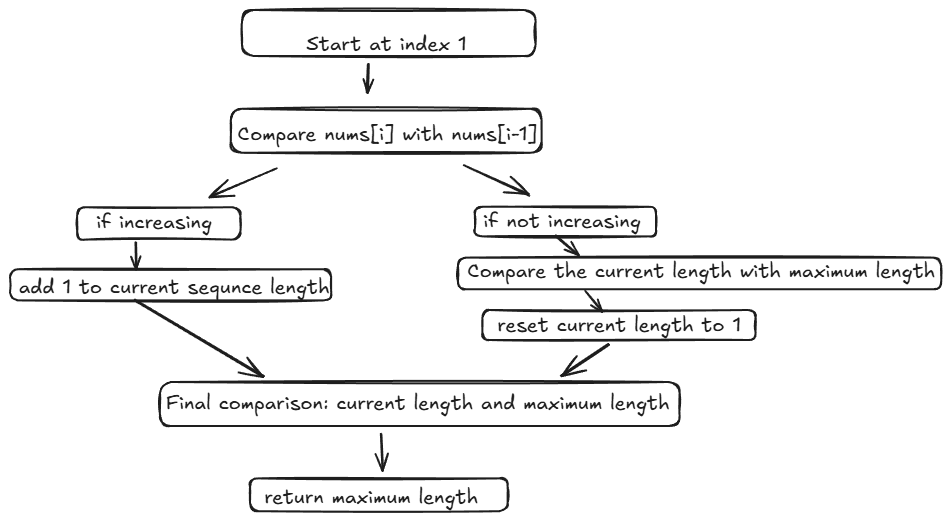 Start at index 1
Compare nums[i] with nums[i-1]
if increasing
if not increasing
add 1 to current sequnce length
Compare the current length with maximum length
reset current length to 1
Final comparison: current length and maximum length
return maximum length